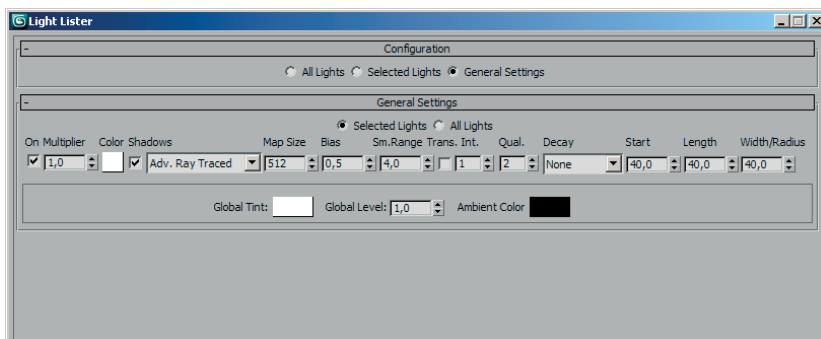 Light Lister
Configuration
All Lights Selected Lights General Settings
General Settings
Selected Lights All Lights
On Multiplier Color Shadows Map Size Bias Sm.Range Trans. Int. Qual. Decay Start Length Width/Radius
1,0 Adv. Ray Traced 512 0,5 4,0 1 2 None 40,0 40,0 40,0
Global Tint: Global Level: 1,0 Ambient Color